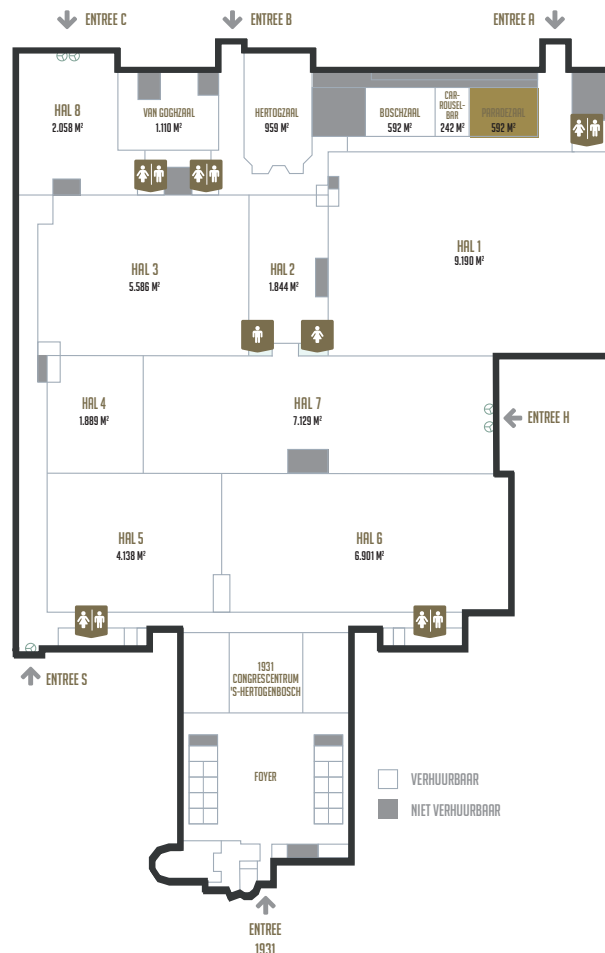 ENTREE C
ENTREE B
ENTREE A
HAL 8
2.058 M²
VAN GOGHZAAL
1.110 M²
HERTOGZAAL
959 M²
BOSCHZAAL
592 M²
CAR-
ROUSEL-
BAR
242 M²
PARADEZAAL
592 M²
HAL 3
5.586 M²
HAL 2
1.844 M²
HAL 1
9.190 M²
HAL 4
1.889 M²
HAL 7
7.129 M²
ENTREE H
HAL 5
4.138 M²
HAL 6
6.901 M²
ENTREE S
1931
CONGRESCENTRUM
'S-HERTOGENBOSCH
FOYER
VERHUURBAAR
NIET VERHUURBAAR
ENTREE
1931